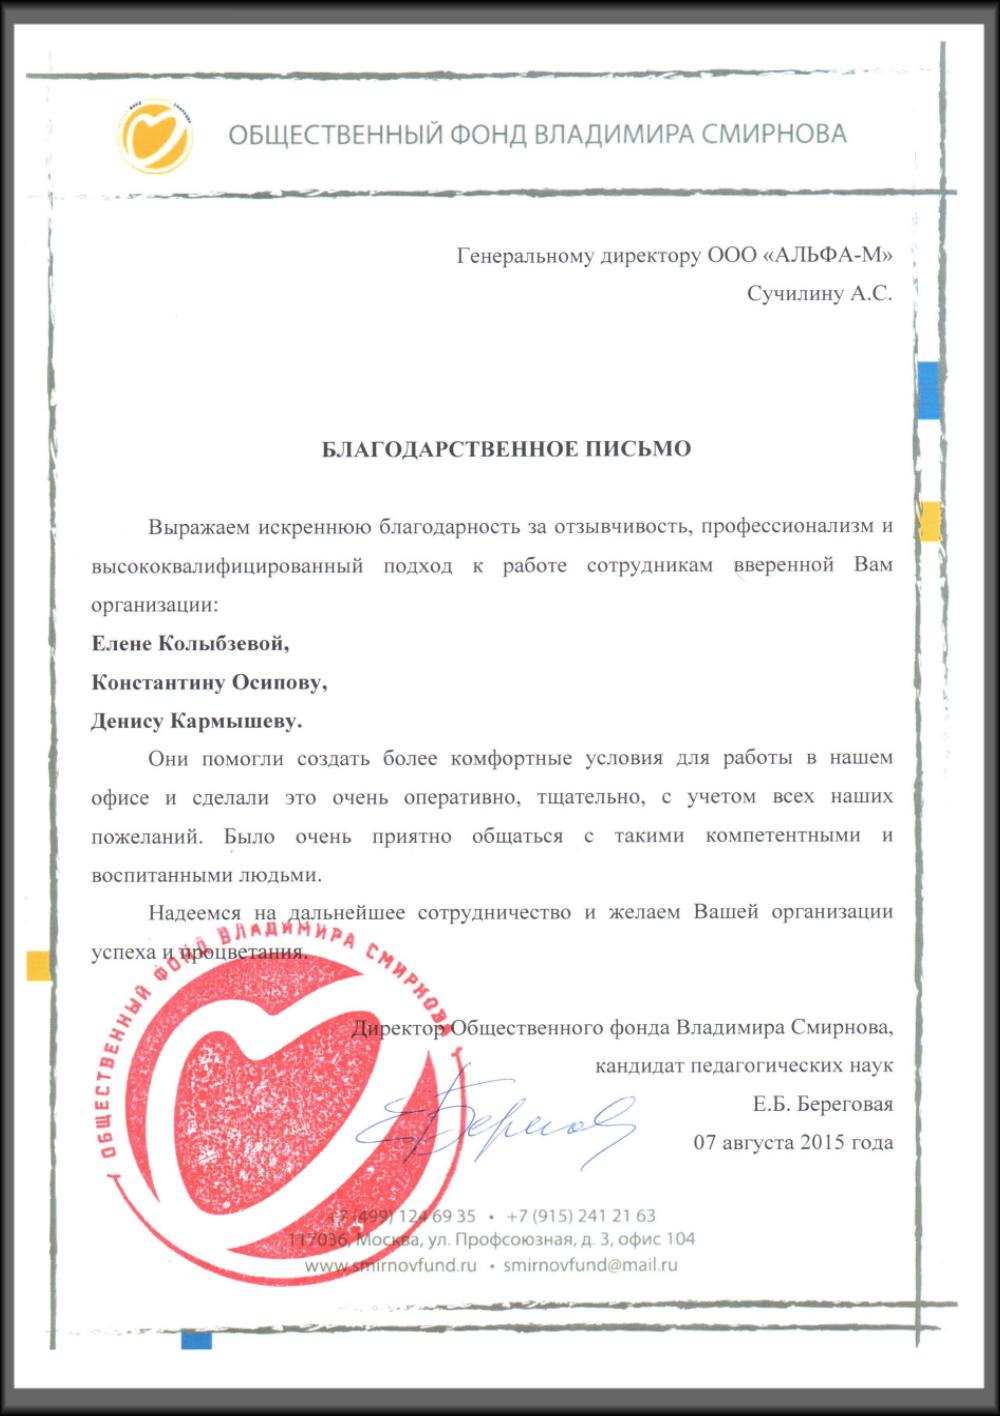 ОБЩЕСТВЕННЫЙ ФОНД ВЛАДИМИРА СМИРНОВА
Генеральному директору ООО «АЛЬФА-М»
Сучилину А.С.
БЛАГОДАРСТВЕННОЕ ПИСЬМО
Выражаем искреннюю благодарность за отзывчивость, профессионализм и
высококвалифицированный подход к работе сотрудникам вверенной Вам
организации:
Елене Колыбзевой,
Константину Осипову,
Денису Кармышеву.
Они помогли создать более комфортные условия для работы в нашем
офисе и сделали это очень оперативно, тщательно, с учетом всех наших
пожеланий. Было очень приятно общаться с такими компетентными и
воспитанными людьми.
Надеемся на дальнейшее сотрудничество и желаем Вашей организации
успеха и процветания.
ОБЩЕСТВЕННЫЙ ФОНД ВЛАДИМИРА СМИРНОВА
Директор Общественного фонда Владимира Смирнова,
кандидат педагогических наук
Е.Б. Береговая
07 августа 2015 года
+7 (499) 124 69 35 • +7 (915) 241 21 63
117036, Москва, ул. Профсоюзная, д. 3, офис 104
www.smirnovfund.ru • smirnovfund@mail.ru